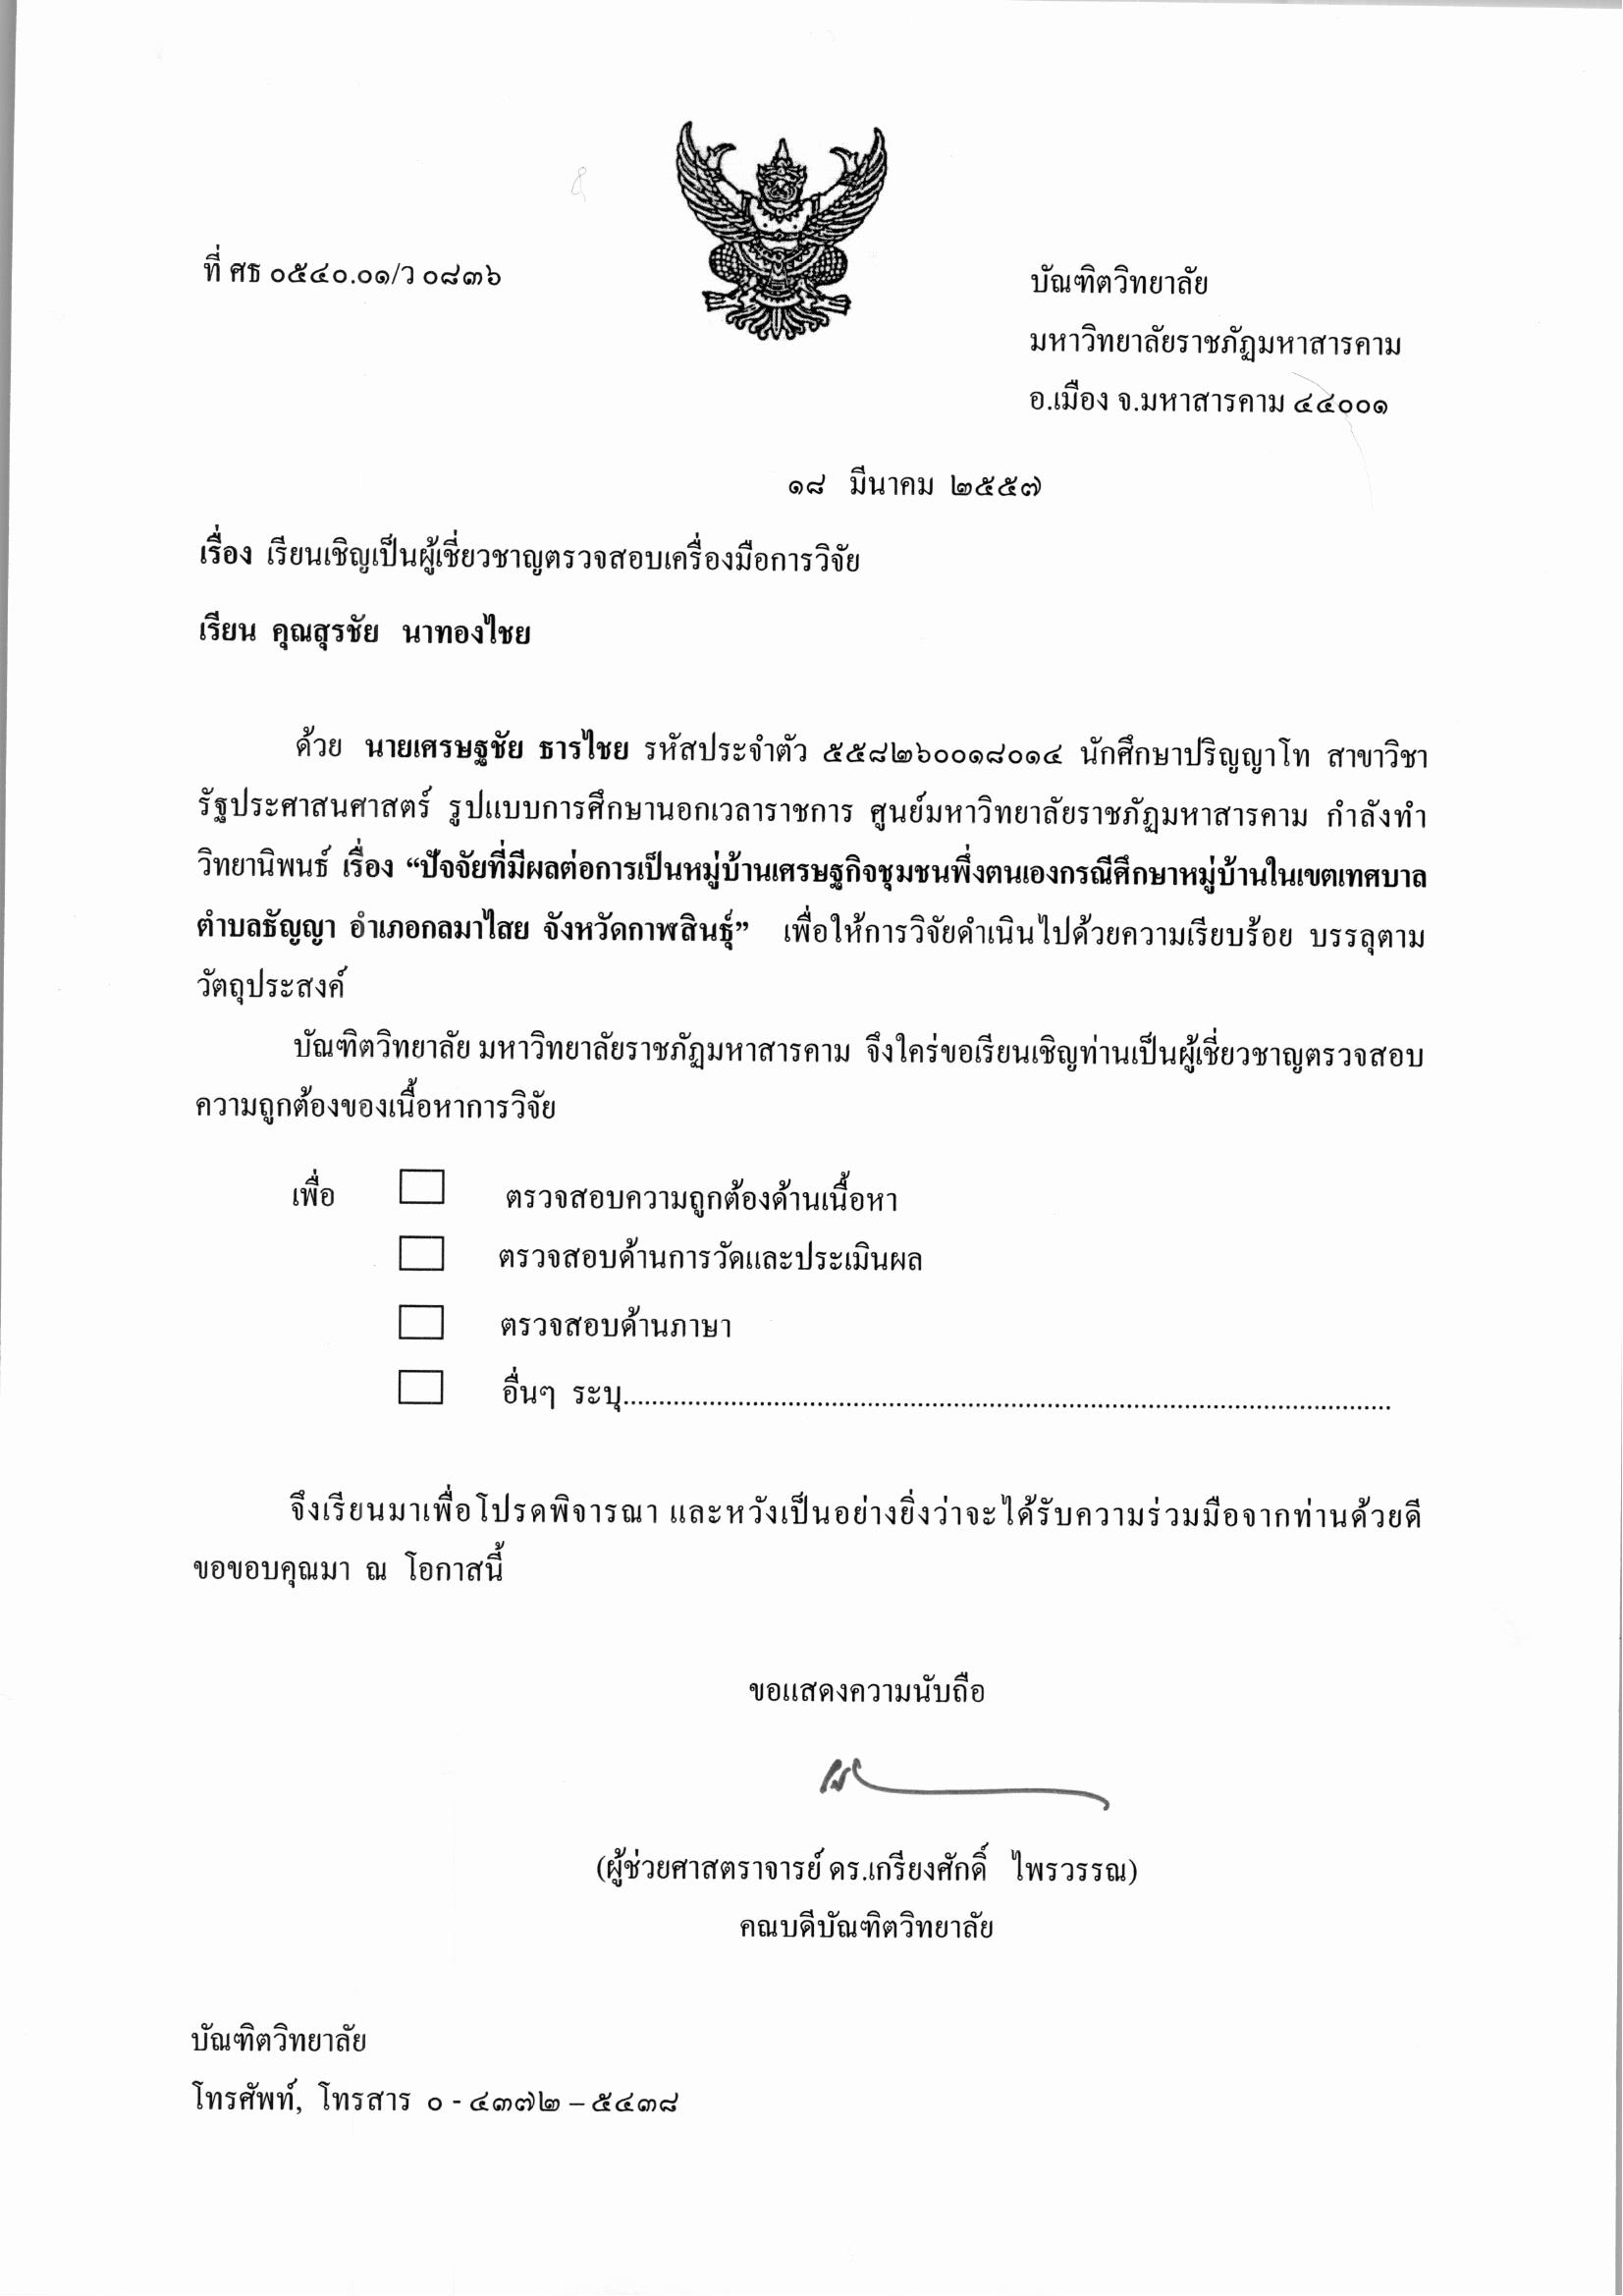 ที่ ศธ ๐๕๔๐.๐๑/ว ๐๘๓๖
บัณฑิตวิทยาลัย
มหาวิทยาลัยราชภัฏมหาสารคาม
อ.เมือง จ.มหาสารคาม ๔๔๐๐๑
๑๘ มีนาคม ๒๕๕๗
เรื่อง เรียนเชิญเป็นผู้เชี่ยวชาญตรวจสอบเครื่องมือการวิจัย
เรียน คุณสุรชัย นาทองไชย
ด้วย นายเศรษฐชัย ธารไชย รหัสประจำตัว ๕๕๘๒๖๐๐๑๘๐๑๔ นักศึกษาปริญญาโท สาขาวิชา
รัฐประศาสนศาสตร์ รูปแบบการศึกษานอกเวลาราชการ ศูนย์มหาวิทยาลัยราชภัฏมหาสารคาม กำลังทำ
วิทยานิพนธ์ เรื่อง “ปัจจัยที่มีผลต่อการเป็นหมู่บ้านเศรษฐกิจชุมชนพึ่งตนเองกรณีศึกษาหมู่บ้านในเขตเทศบาล
ตำบลธัญญา อำเภอกลมาไสย จังหวัดกาฬสินธุ์” เพื่อให้การวิจัยดำเนินไปด้วยความเรียบร้อย บรรลุตาม
วัตถุประสงค์
บัณฑิตวิทยาลัย มหาวิทยาลัยราชภัฏมหาสารคาม จึงใคร่ขอเรียนเชิญท่านเป็นผู้เชี่ยวชาญตรวจสอบ
ความถูกต้องของเนื้อหาการวิจัย
เพื่อ ตรวจสอบความถูกต้องด้านเนื้อหา
ตรวจสอบด้านการวัดและประเมินผล
ตรวจสอบด้านภาษา
อื่นๆ ระบุ..........................................................................................................
จึงเรียนมาเพื่อโปรดพิจารณา และหวังเป็นอย่างยิ่งว่าจะได้รับความร่วมมือจากท่านด้วยดี
ขอขอบคุณมา ณ โอกาสนี้
ขอแสดงความนับถือ
(ผู้ช่วยศาสตราจารย์ ดร.เกรียงศักดิ์ ไพรวรรณ)
คณบดีบัณฑิตวิทยาลัย
บัณฑิตวิทยาลัย
โทรศัพท์, โทรสาร ๐ - ๔๓๗๒ – ๕๔๓๘